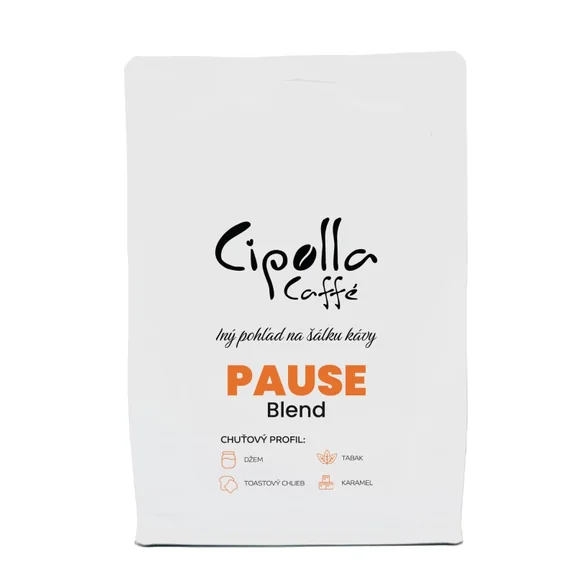 Cipolla
Caffé
Iný pohľad na šálku kávy
PAUSE
Blend
CHUŤOVÝ PROFIL:
DŽEM
TABAK
TOASTOVÝ CHLIEB
KARAMEL